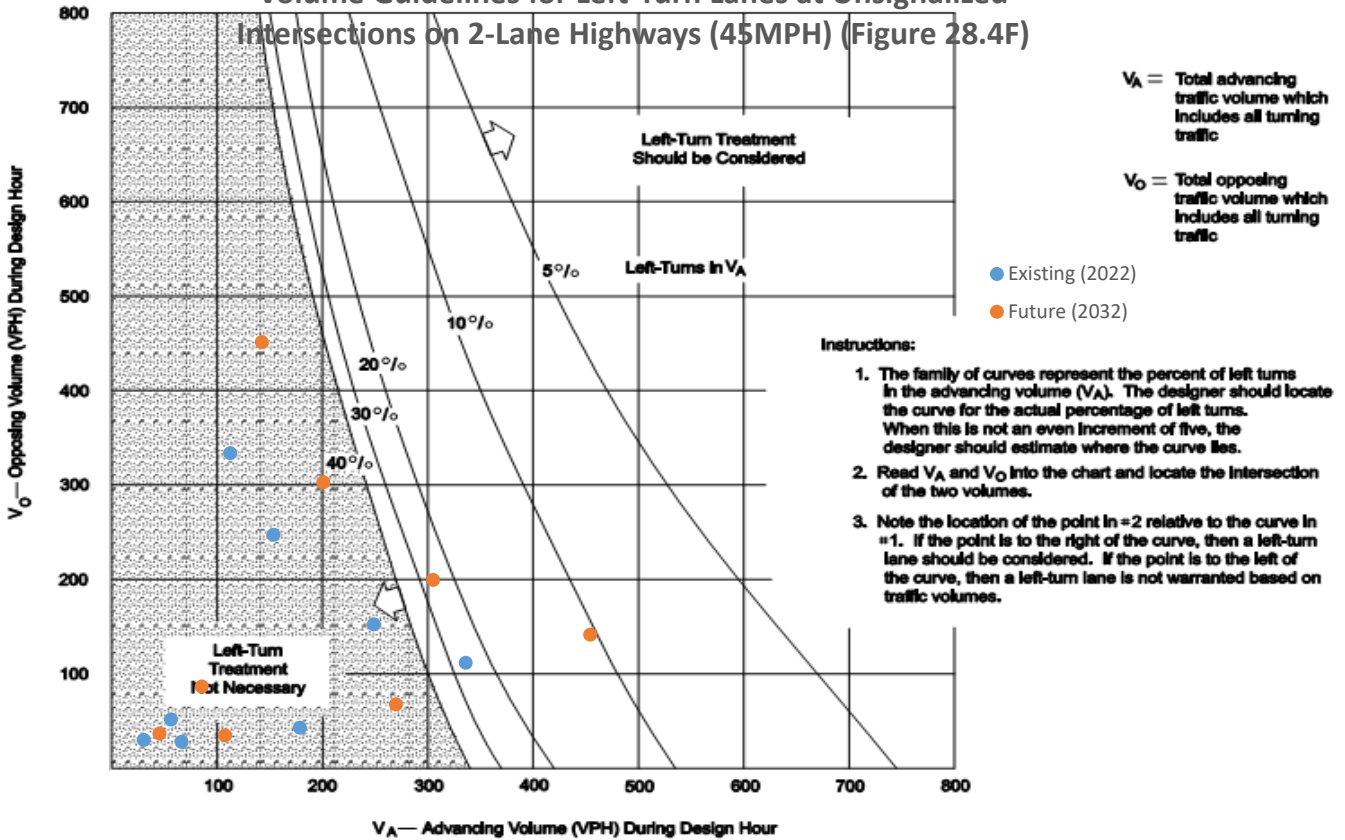 Volume Guidelines for Left-Turn Lanes at Unsignalized
Intersections on 2-Lane Highways (45MPH) (Figure 28.4F)
800
700
600
500
400
300
200
100
VO— Opposing Volume (VPH) During Design Hour
Left-Turn Treatment
Should be Considered
Left-Turns in VA
5%
10%
20%
30%
40%
Left-Turn
Treatment
Not Necessary
100
200
300
400
500
600
700
800
VA— Advancing Volume (VPH) During Design Hour
VA = Total advancing
traffic volume which
includes all turning
traffic
VO = Total opposing
traffic volume which
includes all turning
traffic
Existing (2022)
Future (2032)
Instructions:
1. The family of curves represent the percent of left turns
in the advancing volume (VA). The designer should locate
the curve for the actual percentage of left turns.
When this is not an even increment of five, the
designer should estimate where the curve lies.
2. Read VA and VO into the chart and locate the intersection
of the two volumes.
3. Note the location of the point in #2 relative to the curve in
#1. If the point is to the right of the curve, then a left-turn
lane should be considered. If the point is to the left of
the curve, then a left-turn lane is not warranted based on
traffic volumes.